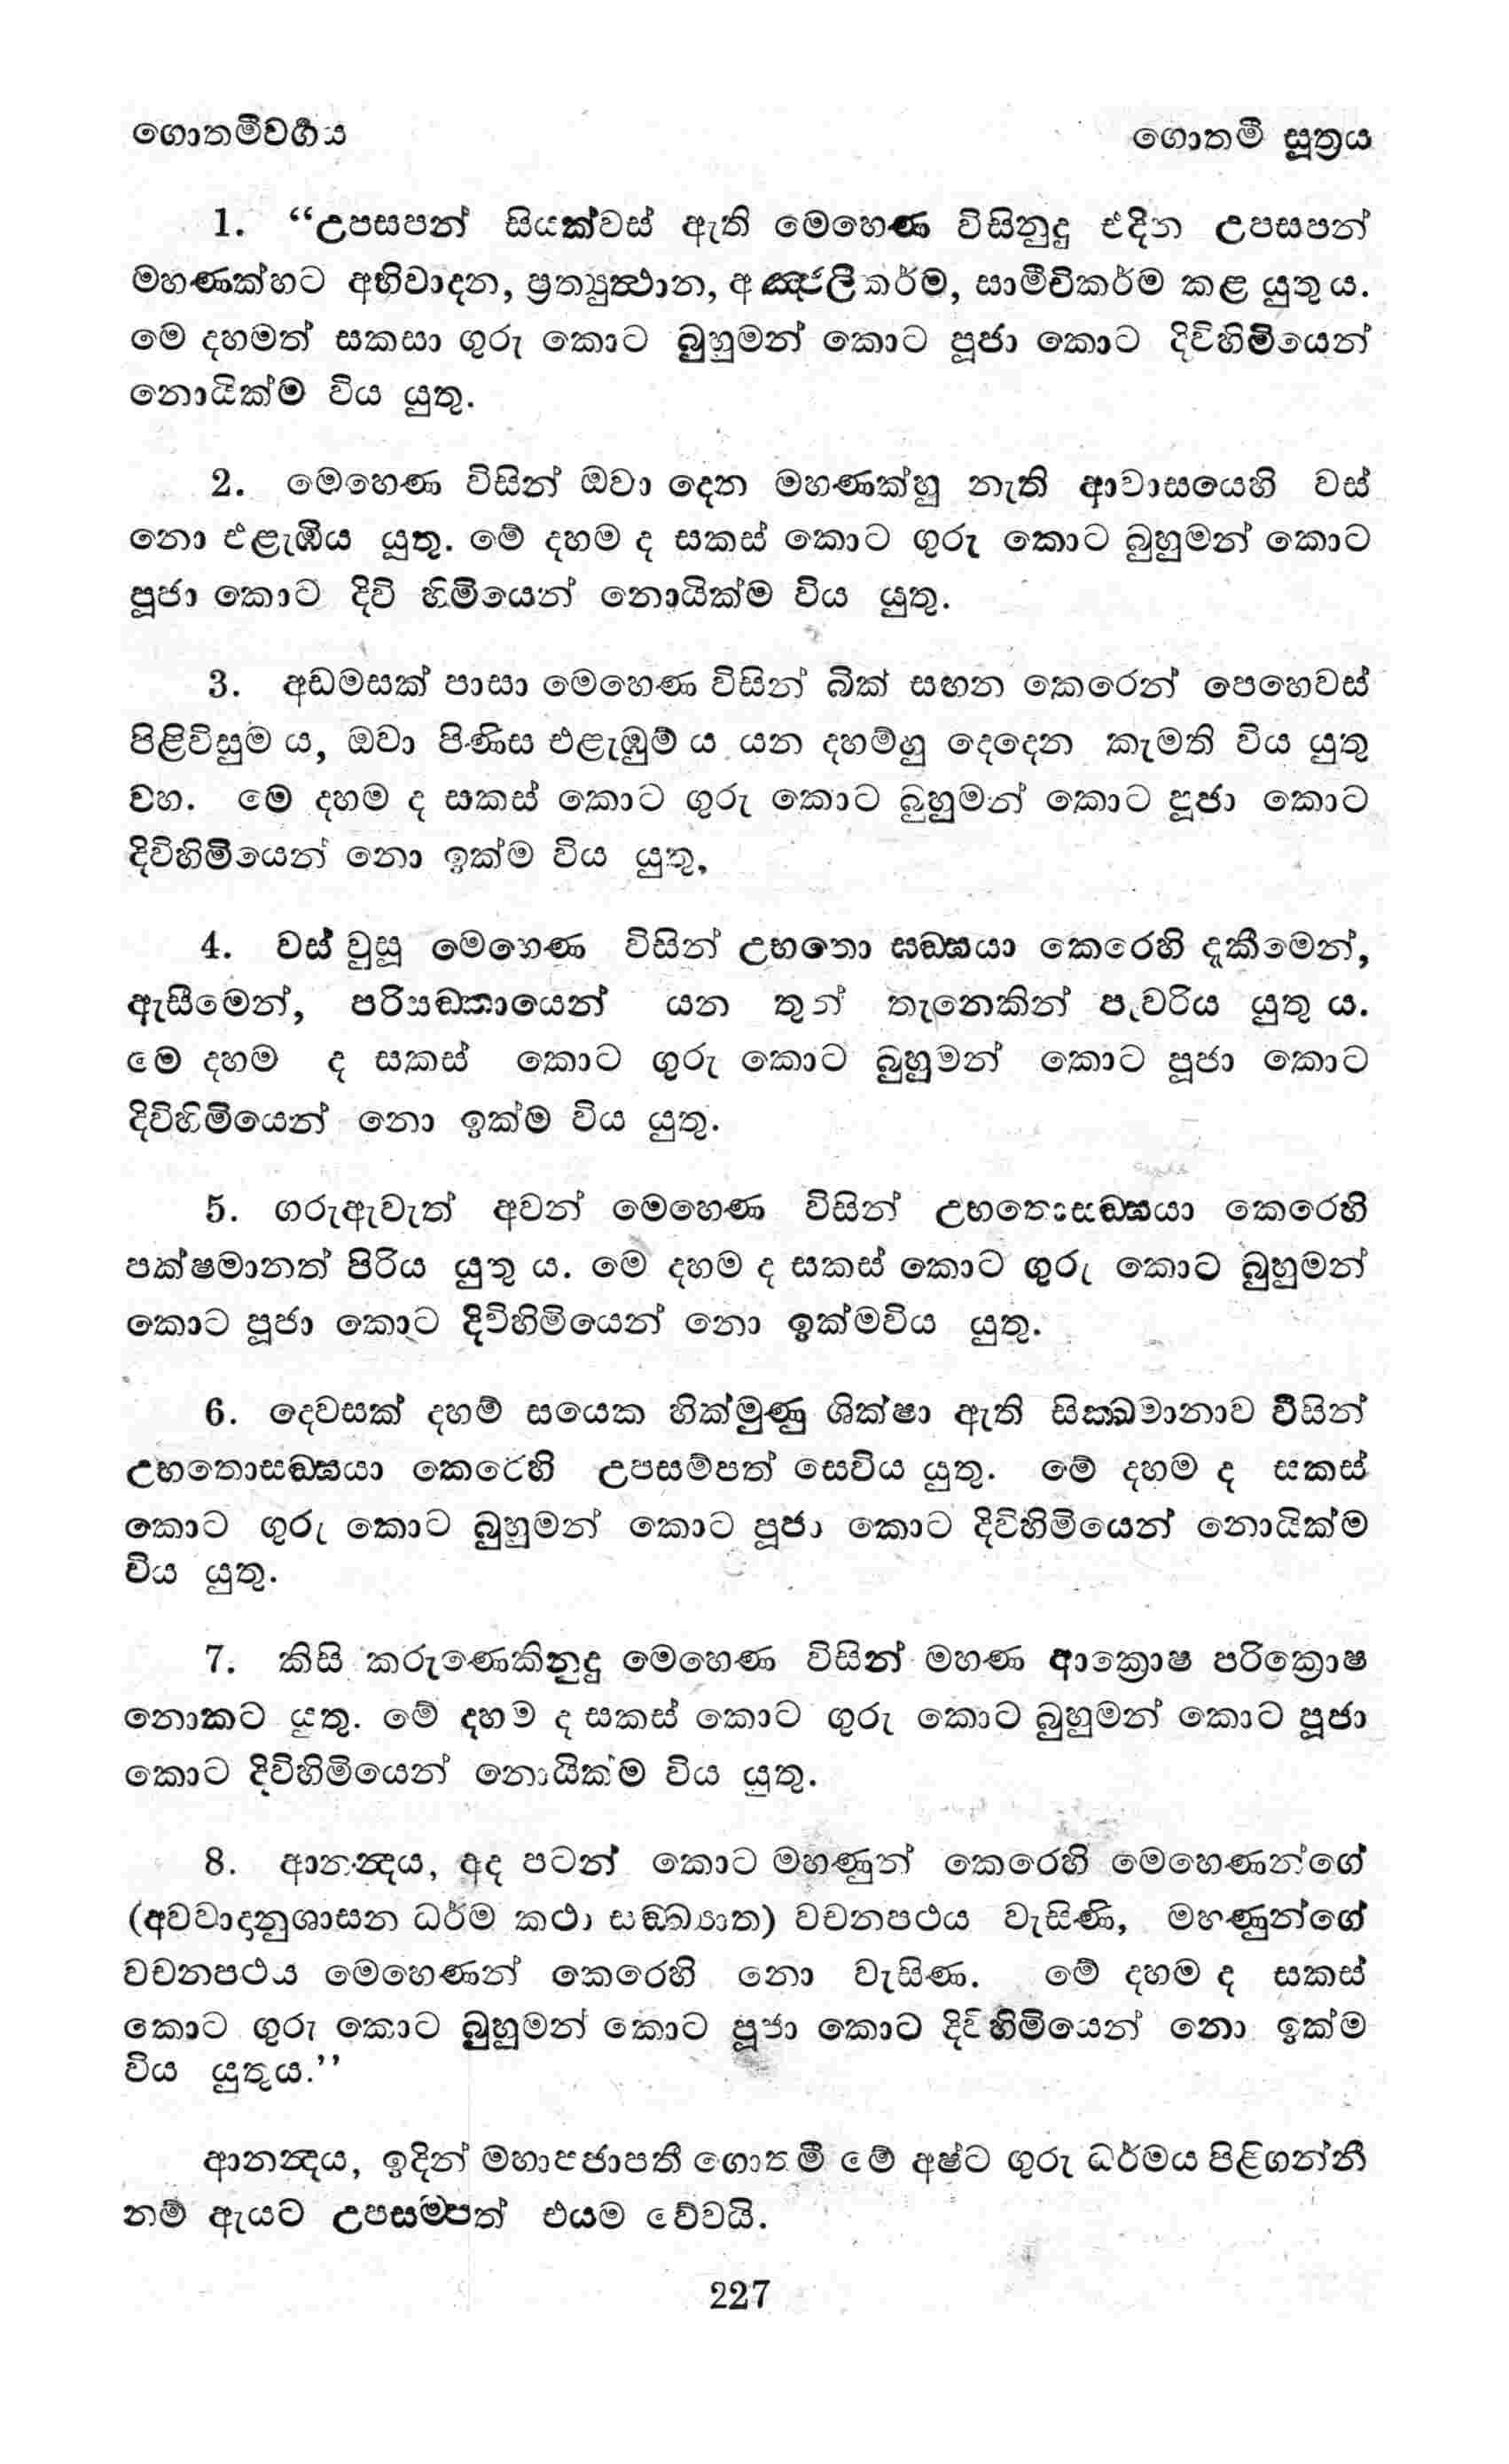 ගොතමීවර්‍ගය
ගොතමී සූත්‍රය
1. “උපසපන් සියක්වස් ඇති මෙහෙණ විසිනුදු එදින උපසපන්
මහණක්හට අභිවාදන, ප්‍රත්‍යුත්‍ථාන, අඤ්ජලීකර්ම, සාමීචිකර්ම කළ යුතු ය.
මෙ දහමත් සකසා ගුරු කොට බුහුමන් කොට පූජා කොට දිවිහිමියෙන්
නොයික්ම විය යුතු.
2. මෙහෙණ විසින් ඔවා දෙන මහණක්හු නැති ආවාසයෙහි වස්
නො එළැඹිය යුතු. මේ දහම ද සකස් කොට ගුරු කොට බුහුමන් කොට
පූජා කොට දිවි හිමියෙන් නොයික්ම විය යුතු.
3. අඩමසක් පාසා මෙහෙණ විසින් බික් සඟන කෙරෙන් පෙහෙවස්
පිළිවිසුම ය, ඔවා පිණිස එළැඹුම් ය යන දහම්හු දෙදෙන කැමති විය යුතු
වහ. මෙ දහම ද සකස් කොට ගුරු කොට බුහුමන් කොට පූජා කොට
දිවිහිමියෙන් නො ඉක්ම විය යුතු,
4. වස් වුසූ මෙහෙණ විසින් උභතො සඞ්ඝයා කෙරෙහි දැකීමෙන්,
ඇසීමෙන්, පරිසඞ්කායෙන් යන තුන් තැනෙකින් පැවරිය යුතු ය.
මෙ දහම ද සකස් කොට ගුරු කොට බුහුමන් කොට පූජා කොට
දිවිහිමියෙන් නො ඉක්ම විය යුතු.
5. ගරුඇවැත් අවන් මෙහෙණ විසින් උභතොසඞ්ඝයා කෙරෙහි
පක්ෂමානත් පිරිය යුතු ය. මෙ දහම ද සකස් කොට ගුරු කොට බුහුමන්
කොට පූජා කොට දිවිහිමියෙන් නො ඉක්මවිය යුතු.
6. දෙවසක් දහම් සයෙක හික්මුණු ශික්ෂා ඇති සික්ඛමානාව විසින්
උභතොසඞ්ඝයා කෙරෙහි උපසම්පත් සෙවිය යුතු. මේ දහම ද සකස්
කොට ගුරු කොට බුහුමන් කොට පූජා කොට දිවිහිමියෙන් නොයික්ම
විය යුතු.
7. කිසි කරුණෙකිනුදු මෙහෙණ විසින් මහණ ආක්‍රොෂ පරික්‍රොෂ
නොකට යුතු. මේ දහම ද සකස් කොට ගුරු කොට බුහුමන් කොට පූජා
කොට දිවිහිමියෙන් නොයික්ම විය යුතු.
8. ආනන්‍දය, අද පටන් කොට මහණුන් කෙරෙහි මෙහෙණන්ගේ
(අවවාදානුශාසන ධර්ම කථා සඞ්ඛ්‍යාත) වචනපථය වැසිණි, මහණුන්ගේ
වචනපථය මෙහෙණන් කෙරෙහි නො වැසිණ. මේ දහම ද සකස්
කොට ගුරු කොට බුහුමන් කොට පූජා කොට දිවිහිමියෙන් නො ඉක්ම
විය යුතුය.’’
ආනන්‍දය, ඉදින් මහාපජාපතී ගොතමී මේ අෂ්ට ගුරු ධර්මය පිළිගන්නී
නම් ඇයට උපසම්පත් එයම වේවයි.
227